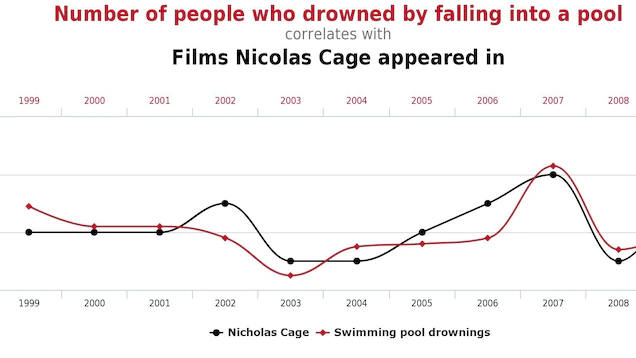 Number of people who drowned by falling into a pool
correlates with
Films Nicolas Cage appeared in
1999 2000 2001 2002 2003 2004 2005 2006 2007 2008
1999 2000 2001 2002 2003 2004 2005 2006 2007 2008
Nicholas Cage Swimming pool drownings